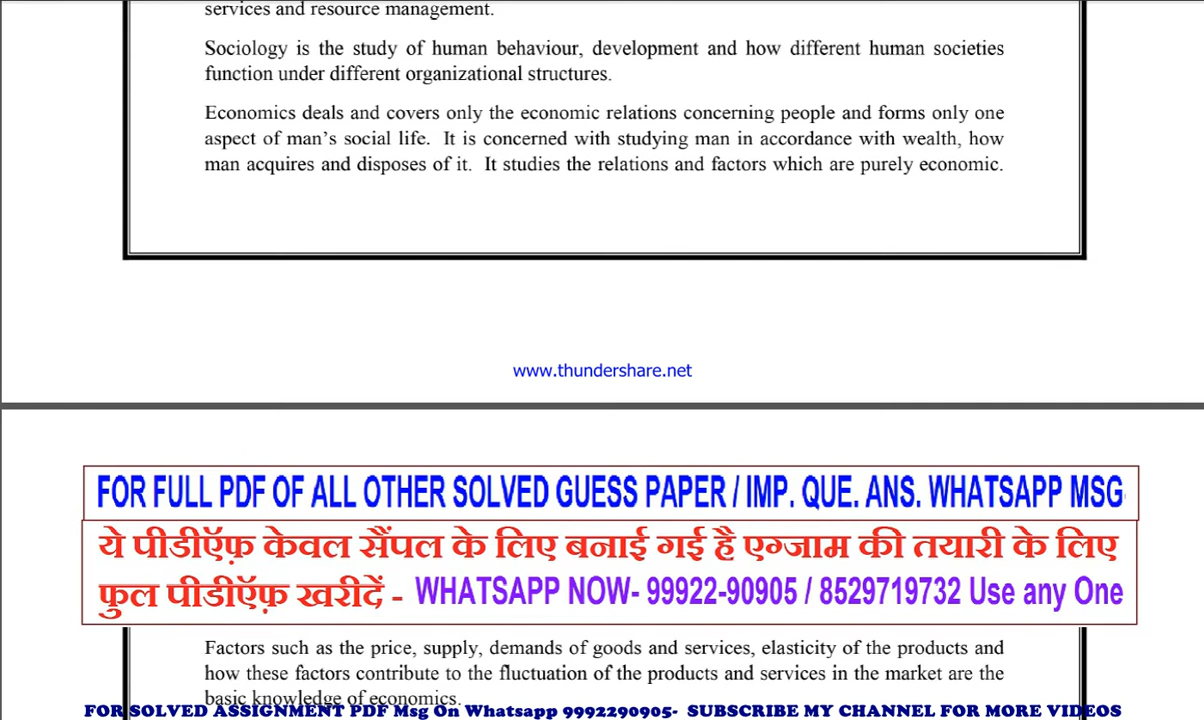 services and resource management.
Sociology is the study of human behaviour, development and how different human societies
function under different organizational structures.
Economics deals and covers only the economic relations concerning people and forms only one
aspect of man's social life. It is concerned with studying man in accordance with wealth, how
man acquires and disposes of it. It studies the relations and factors which are purely economic.
www.thundershare.net
FOR FULL PDF OF ALL OTHER SOLVED GUESS PAPER / IMP. QUE. ANS. WHATSAPP MSG
ये पीडीऍफ़ केवल सैंपल के लिए बनाई गई है एग्जाम की तयारी के लिए
फुल पीडीऍफ़ खरीदें - WHATSAPP NOW- 99922-90905 / 8529719732 Use any One
Factors such as the price, supply, demands of goods and services, elasticity of the products and
how these factors contribute to the fluctuation of the products and services in the market are the
basic knowledge of economics.
FOR SOLVED ASSIGNMENT PDF Msg On Whatsapp 9992290905- SUBSCRIBE MY CHANNEL FOR MORE VIDEOS